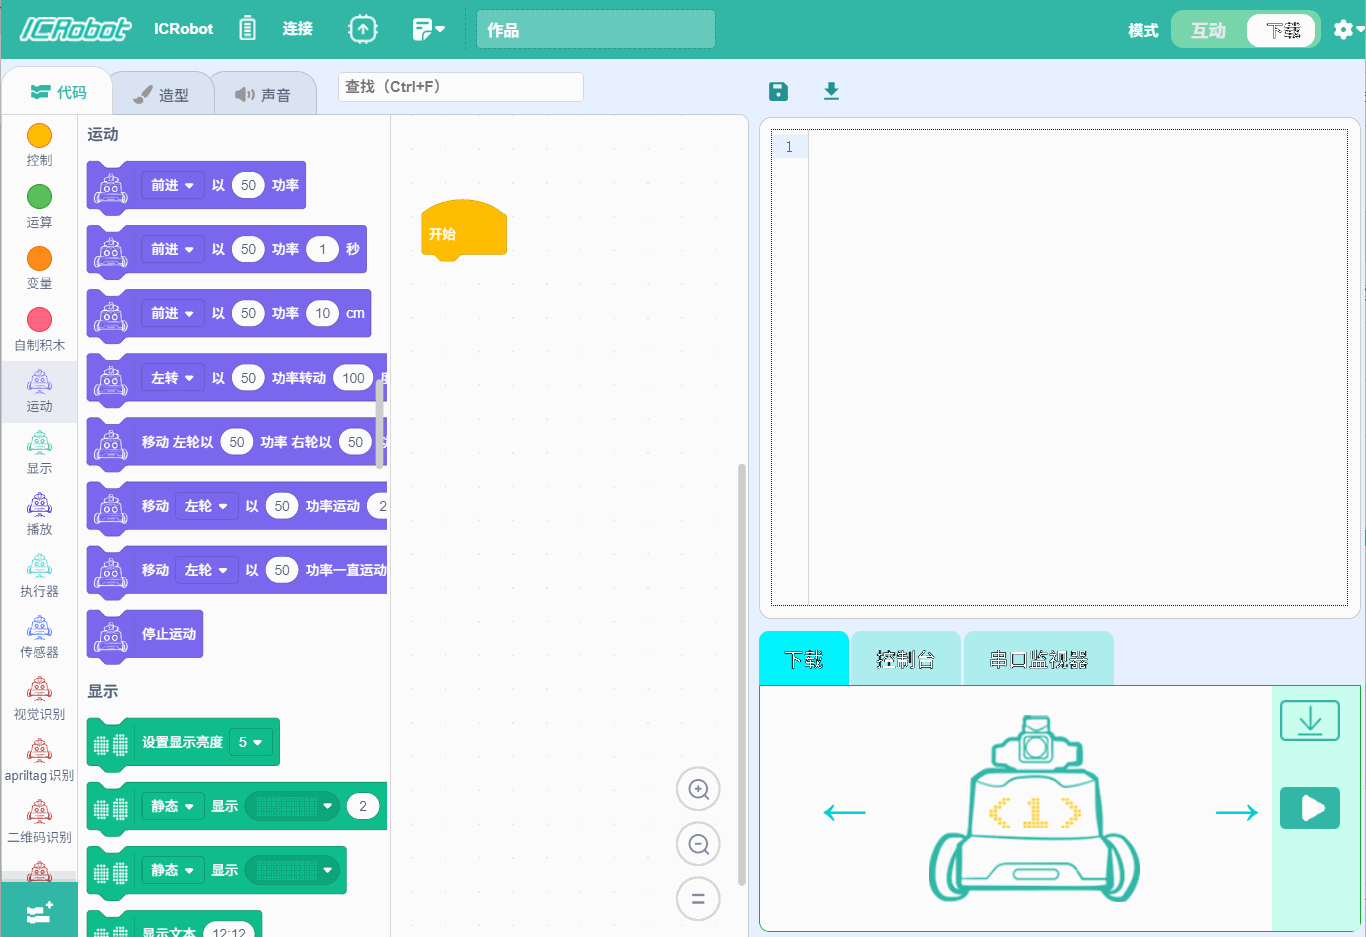 ICRobot ICRobot 连接 作品 模式 互动 下载
代码 造型 声音 查找（Ctrl+F）
控制
运算
变量
自制积木
运动
显示
播放
执行器
传感器
视觉识别
apriltag识别
二维码识别
运动
前进 以 50 功率
前进 以 50 功率 1 秒
前进 以 50 功率 10 cm
左转 以 50 功率转动 100
移动 左轮以 50 功率 右轮以 50
移动 左轮 以 50 功率运动 2
移动 左轮 以 50 功率一直运动
停止运动
显示
设置显示亮度 5
静态 显示 2
静态 显示
显示文本 12:12
开始
1
下载 控制台 串口监视器
<1>